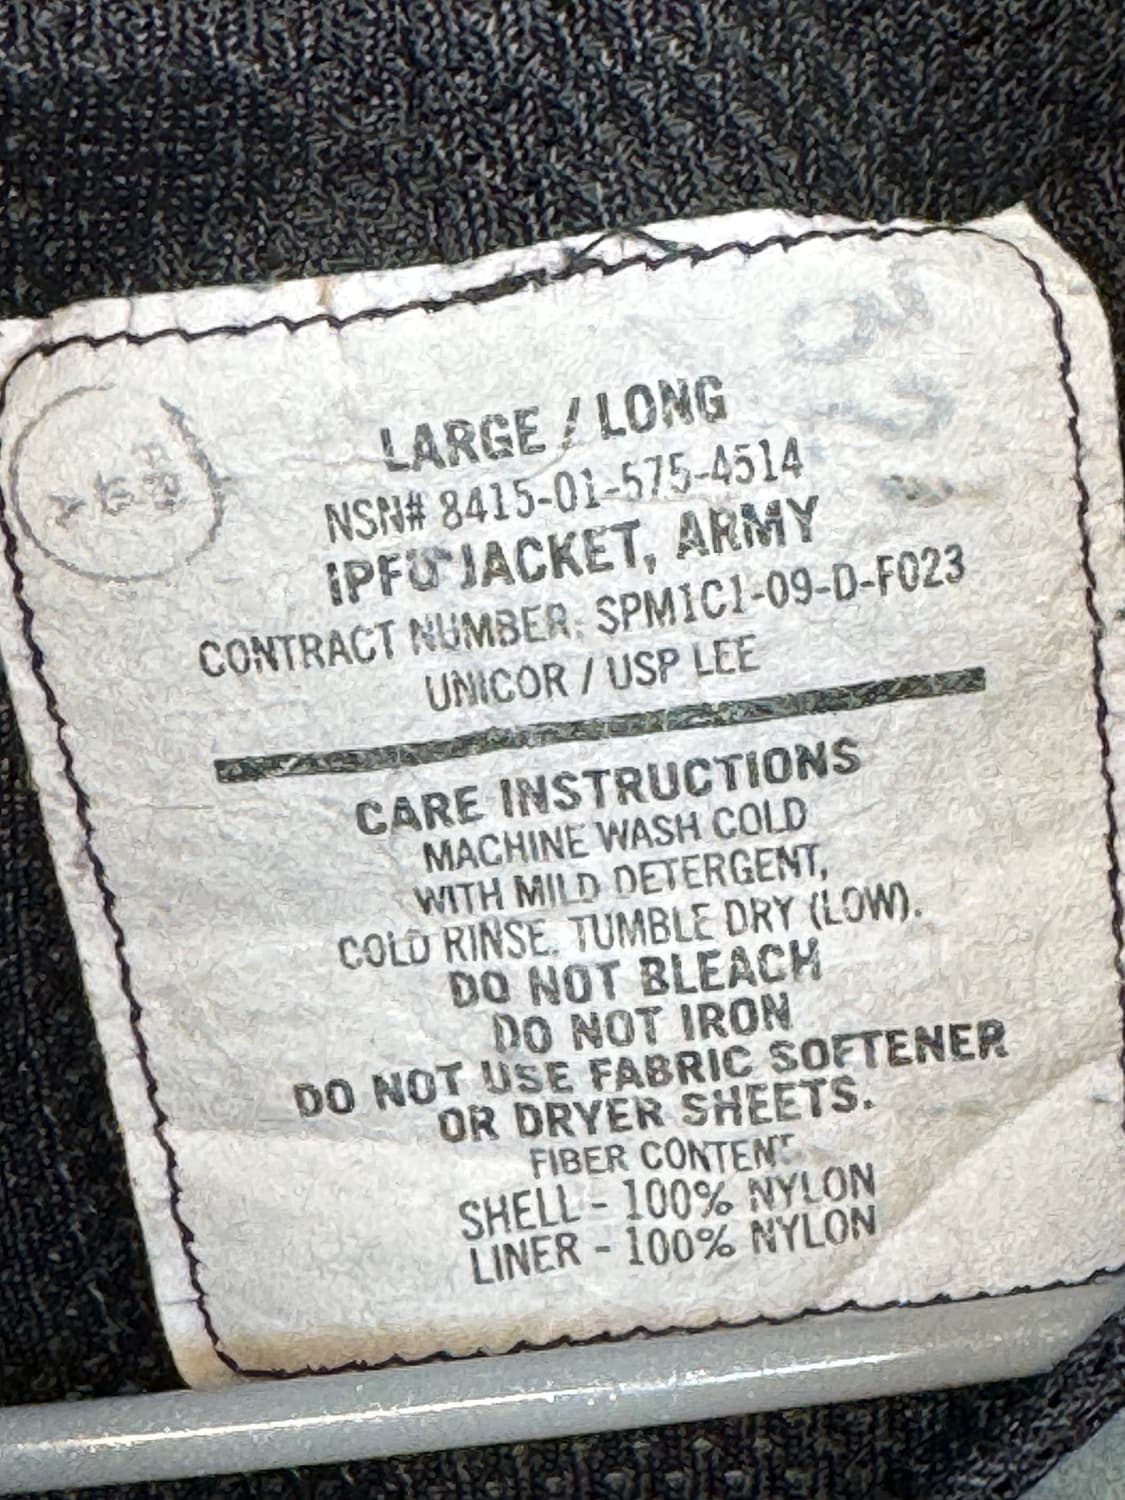 LARGE / LONG
NSN# 8415-01-575-4514
IPFU JACKET, ARMY
CONTRACT NUMBER: SPM1C1-09-D-F023
UNICOR / USP LEE
CARE INSTRUCTIONS
MACHINE WASH COLD
WITH MILD DETERGENT,
COLD RINSE. TUMBLE DRY (LOW).
DO NOT BLEACH
DO NOT IRON
DO NOT USE FABRIC SOFTENER
OR DRYER SHEETS.
FIBER CONTENT
SHELL - 100% NYLON
LINER - 100% NYLON